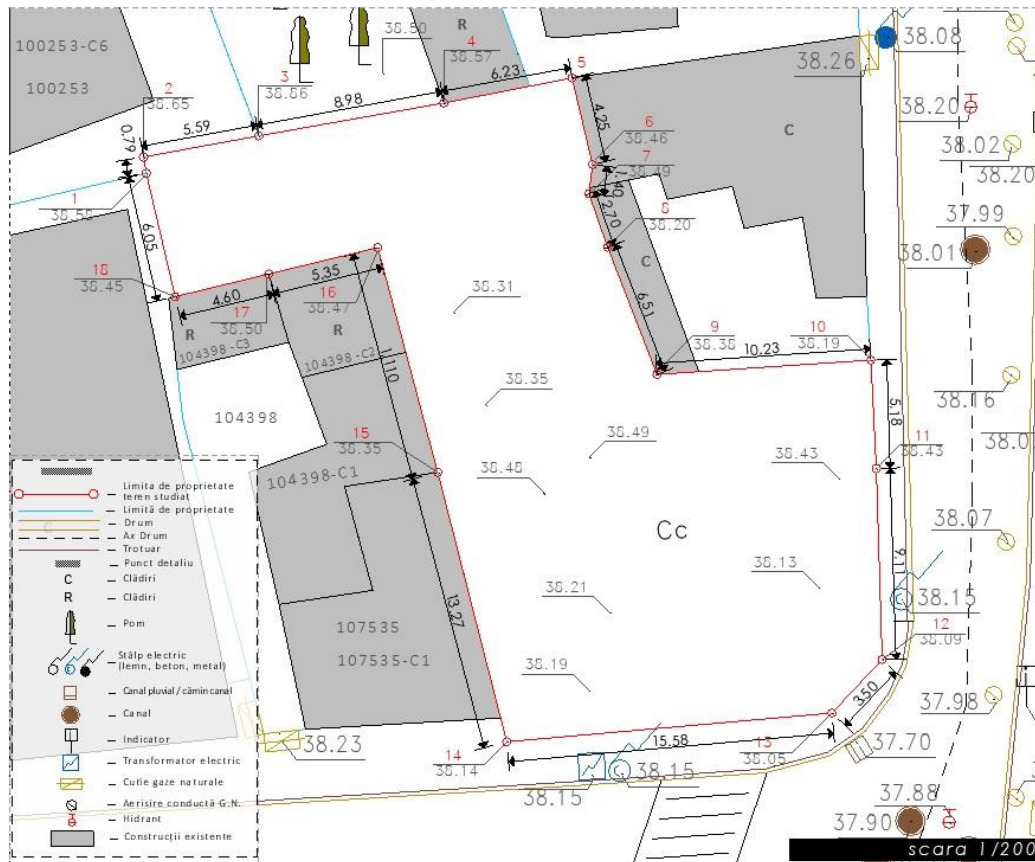 100253-C6
100253
2
38.65
3
38.86
38.50
R
4
38.57
5
0.79
5.59
8.98
6.23
4.25
6
38.46
7
38.49
1.40
2.70
8
38.20
C
C
38.26
38.08
38.20
38.02
38.20
37.99
38.01
1
38.58
6.05
18
38.45
4.60
5.35
17
38.50
16
38.47
R
R
104398-C3
104398-C2
38.31
6.51
9
38.38
10
38.19
10.23
5.18
38.16
104398
11.10
38.35
15
38.35
38.49
38.48
38.43
11
38.43
104398-C1
Cc
38.07
9.11
38.13
38.15
12
38.09
38.21
13.27
107535
107535-C1
38.19
3.50
37.98
14
38.14
15.58
13
38.05
37.70
38.23
38.15
38.15
37.88
37.90
Limita de proprietate
teren studiat
Limită de proprietate
Drum
Ax Drum
Trotuar
Punct detaliu
C
Clădiri
R
Clădiri
Pom
Stâlp electric
(lemn, beton, metal)
Canal pluvial / cămin canal
Canal
Indicator
Transformator electric
Cutie gaze naturale
Aerisire conductă G.N.
Hidrant
Construcții existente
scara 1/200